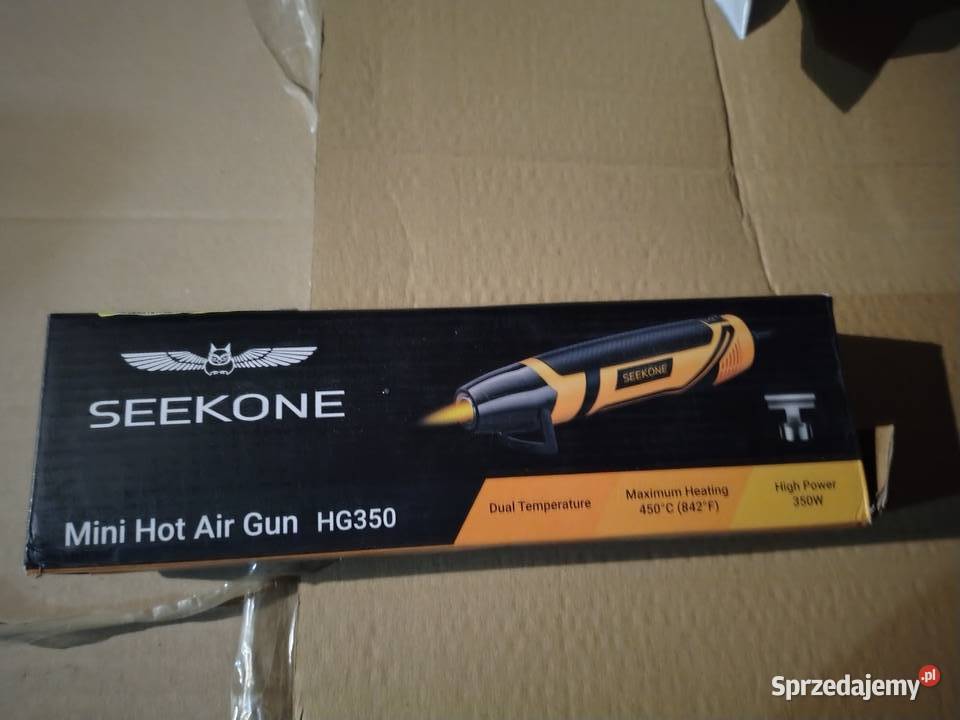 SEEKONE
SEEKONE
Mini Hot Air Gun HG350
Dual Temperature
Maximum Heating
450°C (842°F)
High Power
350W
Sprzedajemy.pl